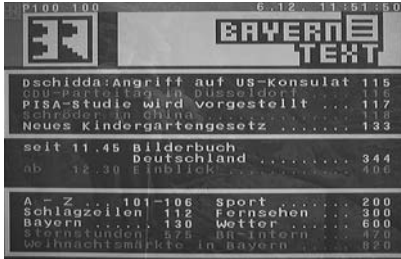 P100 100 6.12. 11:51:50
BAYERN
TEXT
Dschidda:Angriff auf US-Konsulat 115
CDU-Parteitag in Düsseldorf ... 116
PISA-Studie wird vorgestellt ... 117
Schröder in China ............ 118
Neues Kindergartengesetz ... 133
seit 11.45 Bilderbuch
Deutschland ......... 344
ab 12.30 Einblick ........... 406
A - Z ... 101-106 Sport ...... 200
Schlagzeilen 112 Fernsehen ... 300
Bayern ..... 130 Wetter ..... 600
Sternstunden 575 BR-intern 470
Weihnachtsmärkte in Bayern ... 820